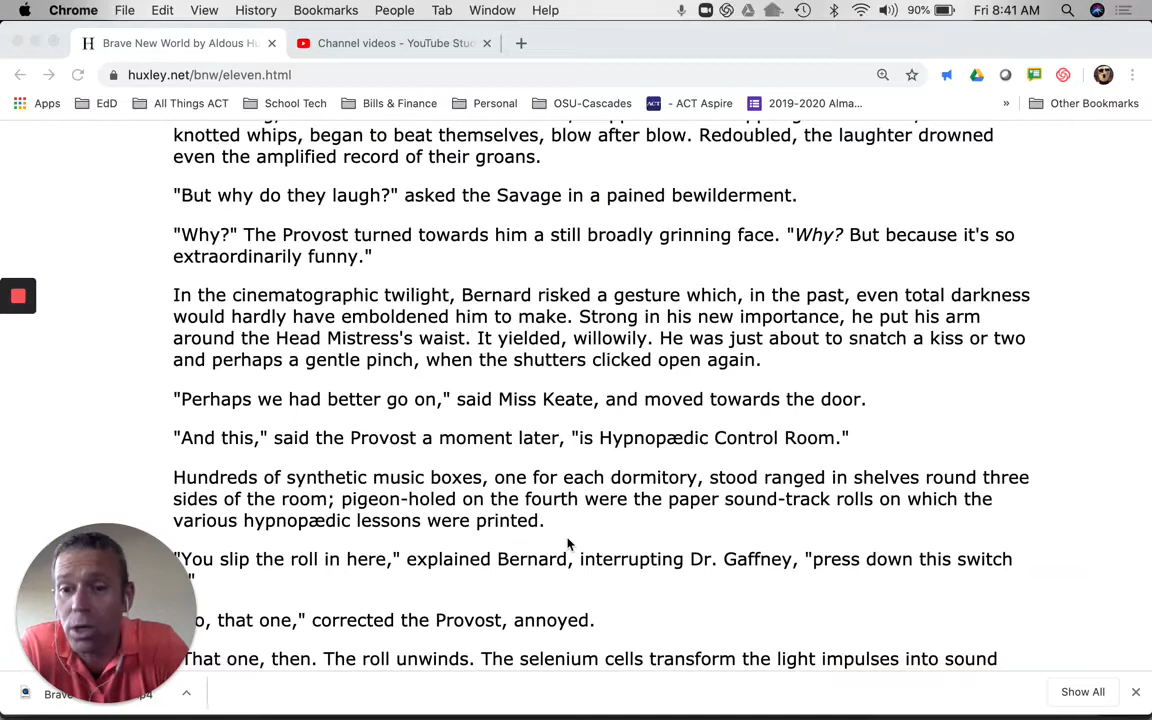 Chrome File Edit View History Bookmarks People Tab Window Help 90% Fri 8:41 AM
H Brave New World by Aldous Hu Channel videos - YouTube Stud
huxley.net/bnw/eleven.html
Apps EdD All Things ACT School Tech Bills & Finance Personal OSU-Cascades ACT - ACT Aspire 2019-2020 Alma... » Other Bookmarks
knotted whips, began to beat themselves, blow after blow. Redoubled, the laughter drowned
even the amplified record of their groans.
"But why do they laugh?" asked the Savage in a pained bewilderment.
"Why?" The Provost turned towards him a still broadly grinning face. "Why? But because it's so
extraordinarily funny."
In the cinematographic twilight, Bernard risked a gesture which, in the past, even total darkness
would hardly have emboldened him to make. Strong in his new importance, he put his arm
around the Head Mistress's waist. It yielded, willowily. He was just about to snatch a kiss or two
and perhaps a gentle pinch, when the shutters clicked open again.
"Perhaps we had better go on," said Miss Keate, and moved towards the door.
"And this," said the Provost a moment later, "is Hypnopædic Control Room."
Hundreds of synthetic music boxes, one for each dormitory, stood ranged in shelves round three
sides of the room; pigeon-holed on the fourth were the paper sound-track rolls on which the
various hypnopædic lessons were printed.
"You slip the roll in here," explained Bernard, interrupting Dr. Gaffney, "press down this switch
"
o, that one," corrected the Provost, annoyed.
"That one, then. The roll unwinds. The selenium cells transform the light impulses into sound
Brave Show All